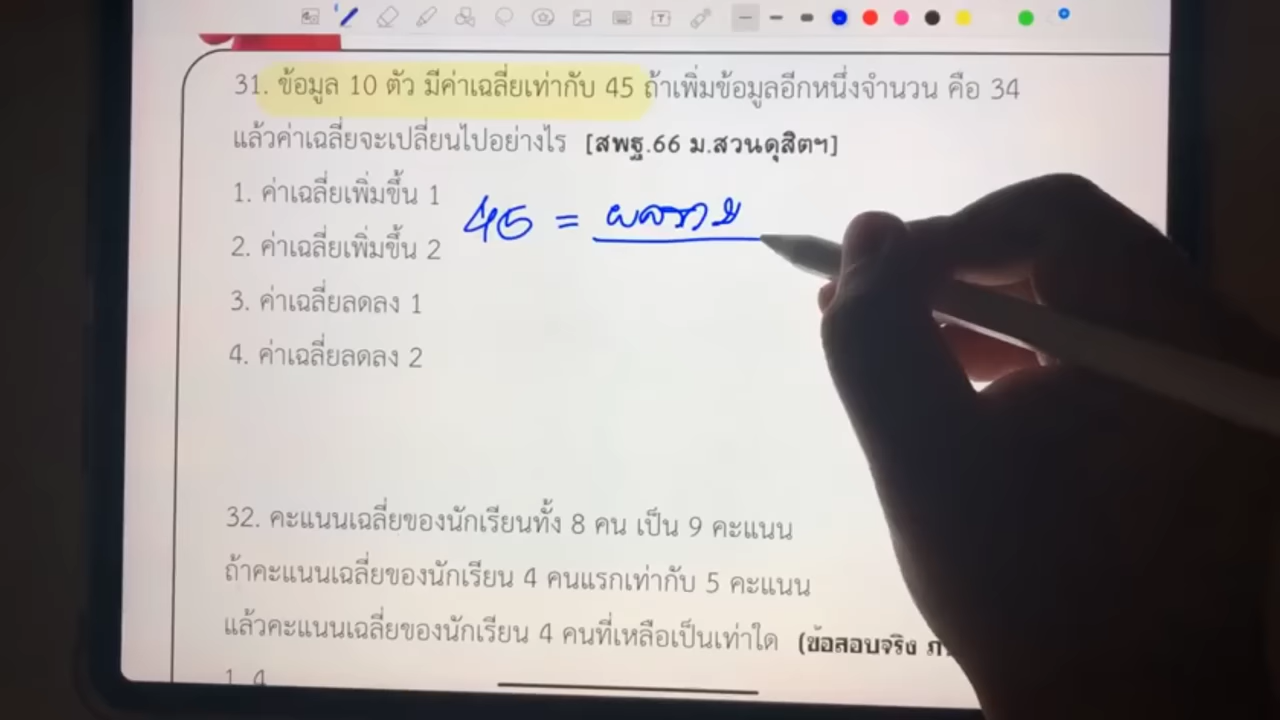 31. ข้อมูล 10 ตัว มีค่าเฉลี่ยเท่ากับ 45 ถ้าเพิ่มข้อมูลอีกหนึ่งจำนวน คือ 34
แล้วค่าเฉลี่ยจะเปลี่ยนไปอย่างไร [สพฐ.66 ม.สวนดุสิตฯ]
1. ค่าเฉลี่ยเพิ่มขึ้น 1
45 = ผลรวม
2. ค่าเฉลี่ยเพิ่มขึ้น 2
3. ค่าเฉลี่ยลดลง 1
4. ค่าเฉลี่ยลดลง 2
32. คะแนนเฉลี่ยของนักเรียนทั้ง 8 คน เป็น 9 คะแนน
ถ้าคะแนนเฉลี่ยของนักเรียน 4 คนแรกเท่ากับ 5 คะแนน
แล้วคะแนนเฉลี่ยของนักเรียน 4 คนที่เหลือเป็นเท่าใด (ข้อสอบจริง
1. 4